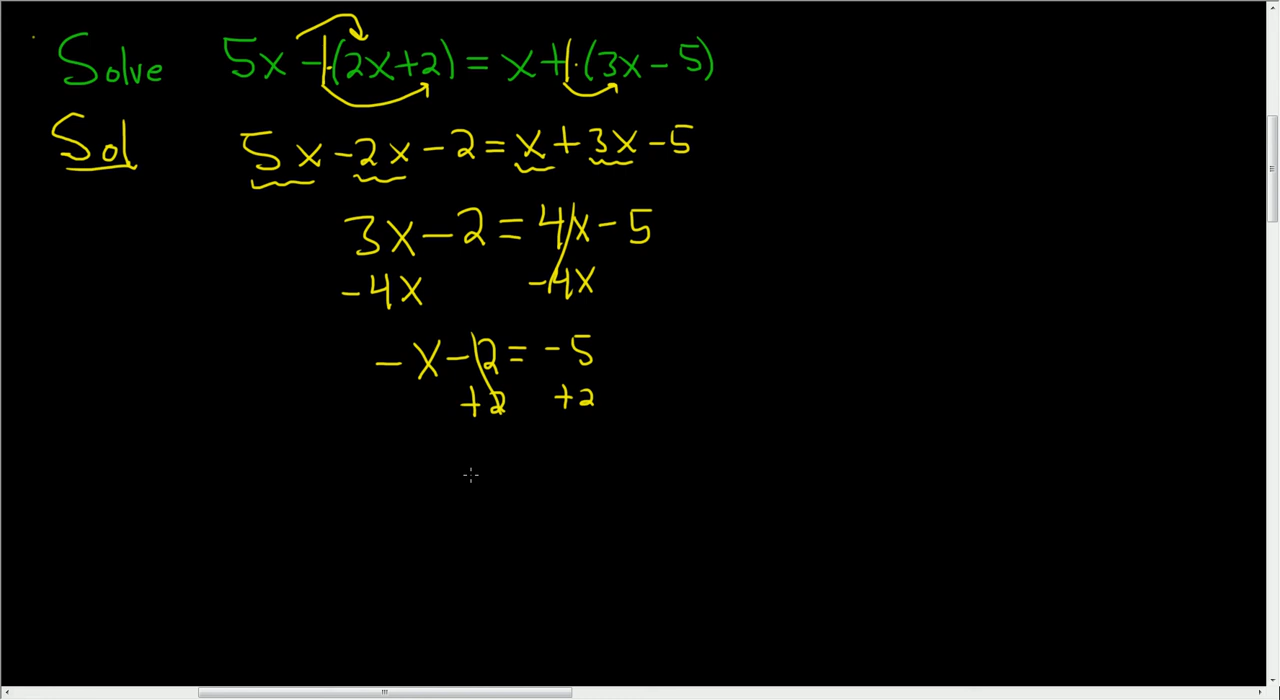 Solve 5x -1·(2x+2) = x+1·(3x-5)
Sol 5x-2x-2=x+3x-5
3x-2=4x-5
-4x -4x
-x-2=-5
+2 +2